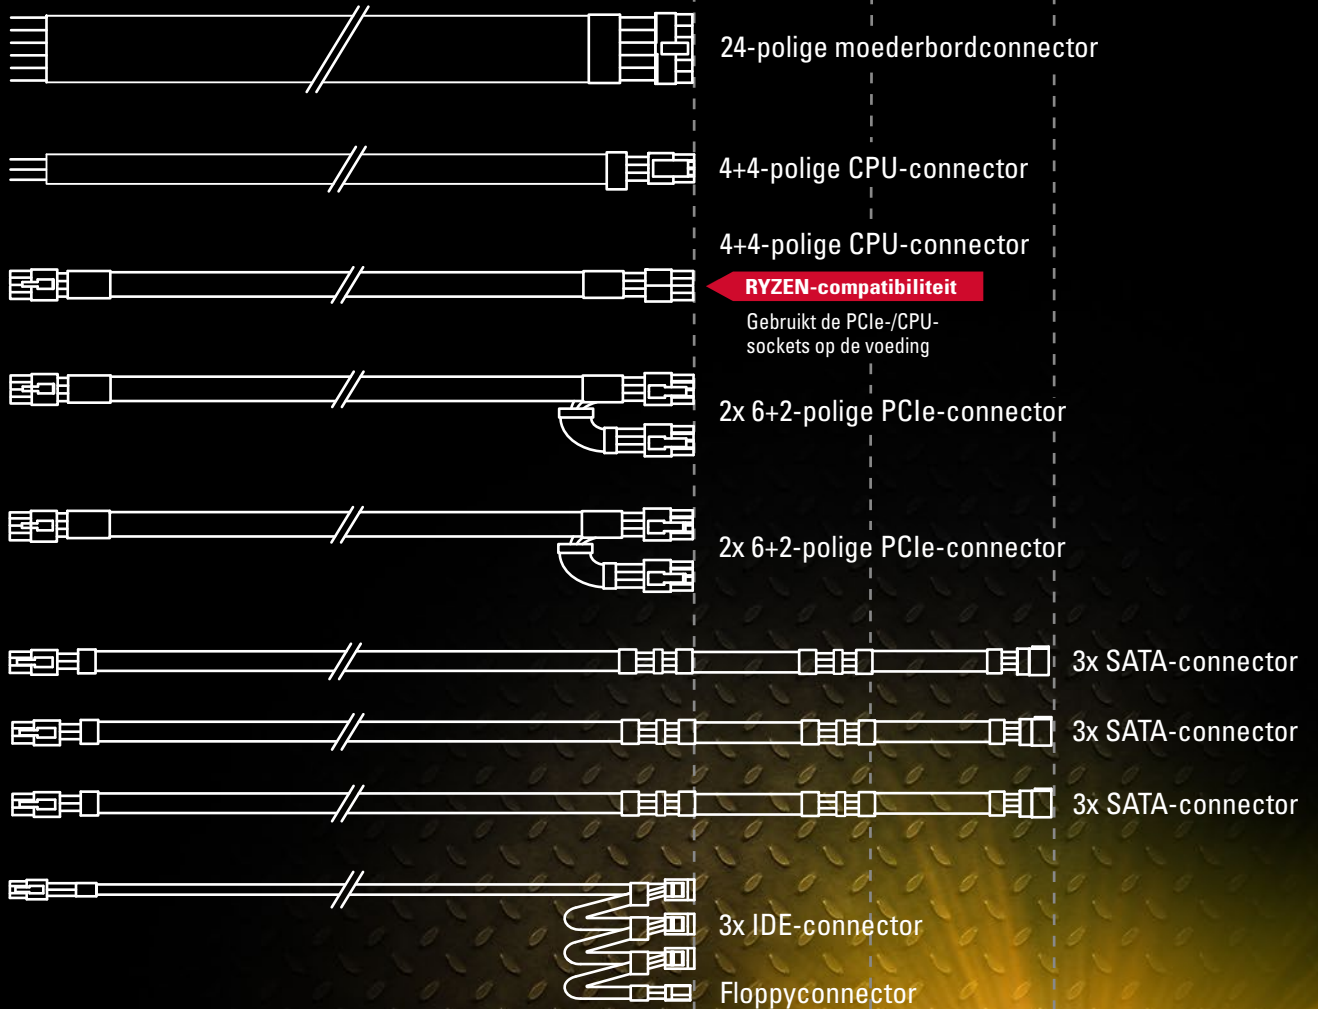 24-polige moederbordconnector
4+4-polige CPU-connector
4+4-polige CPU-connector
RYZEN-compatibiliteit
Gebruikt de PCIe-/CPU-
sockets op de voeding
2x 6+2-polige PCIe-connector
2x 6+2-polige PCIe-connector
3x SATA-connector
3x SATA-connector
3x SATA-connector
3x IDE-connector
Floppyconnector